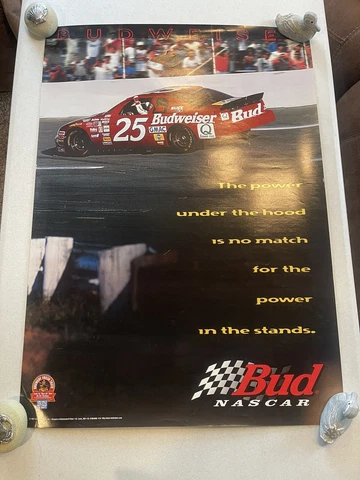 BUDWEISE
25
Budweiser
Bud
GMAC
Q
The power
under the hood
is no match
for the
power
in the stands.
Bud
NASCAR